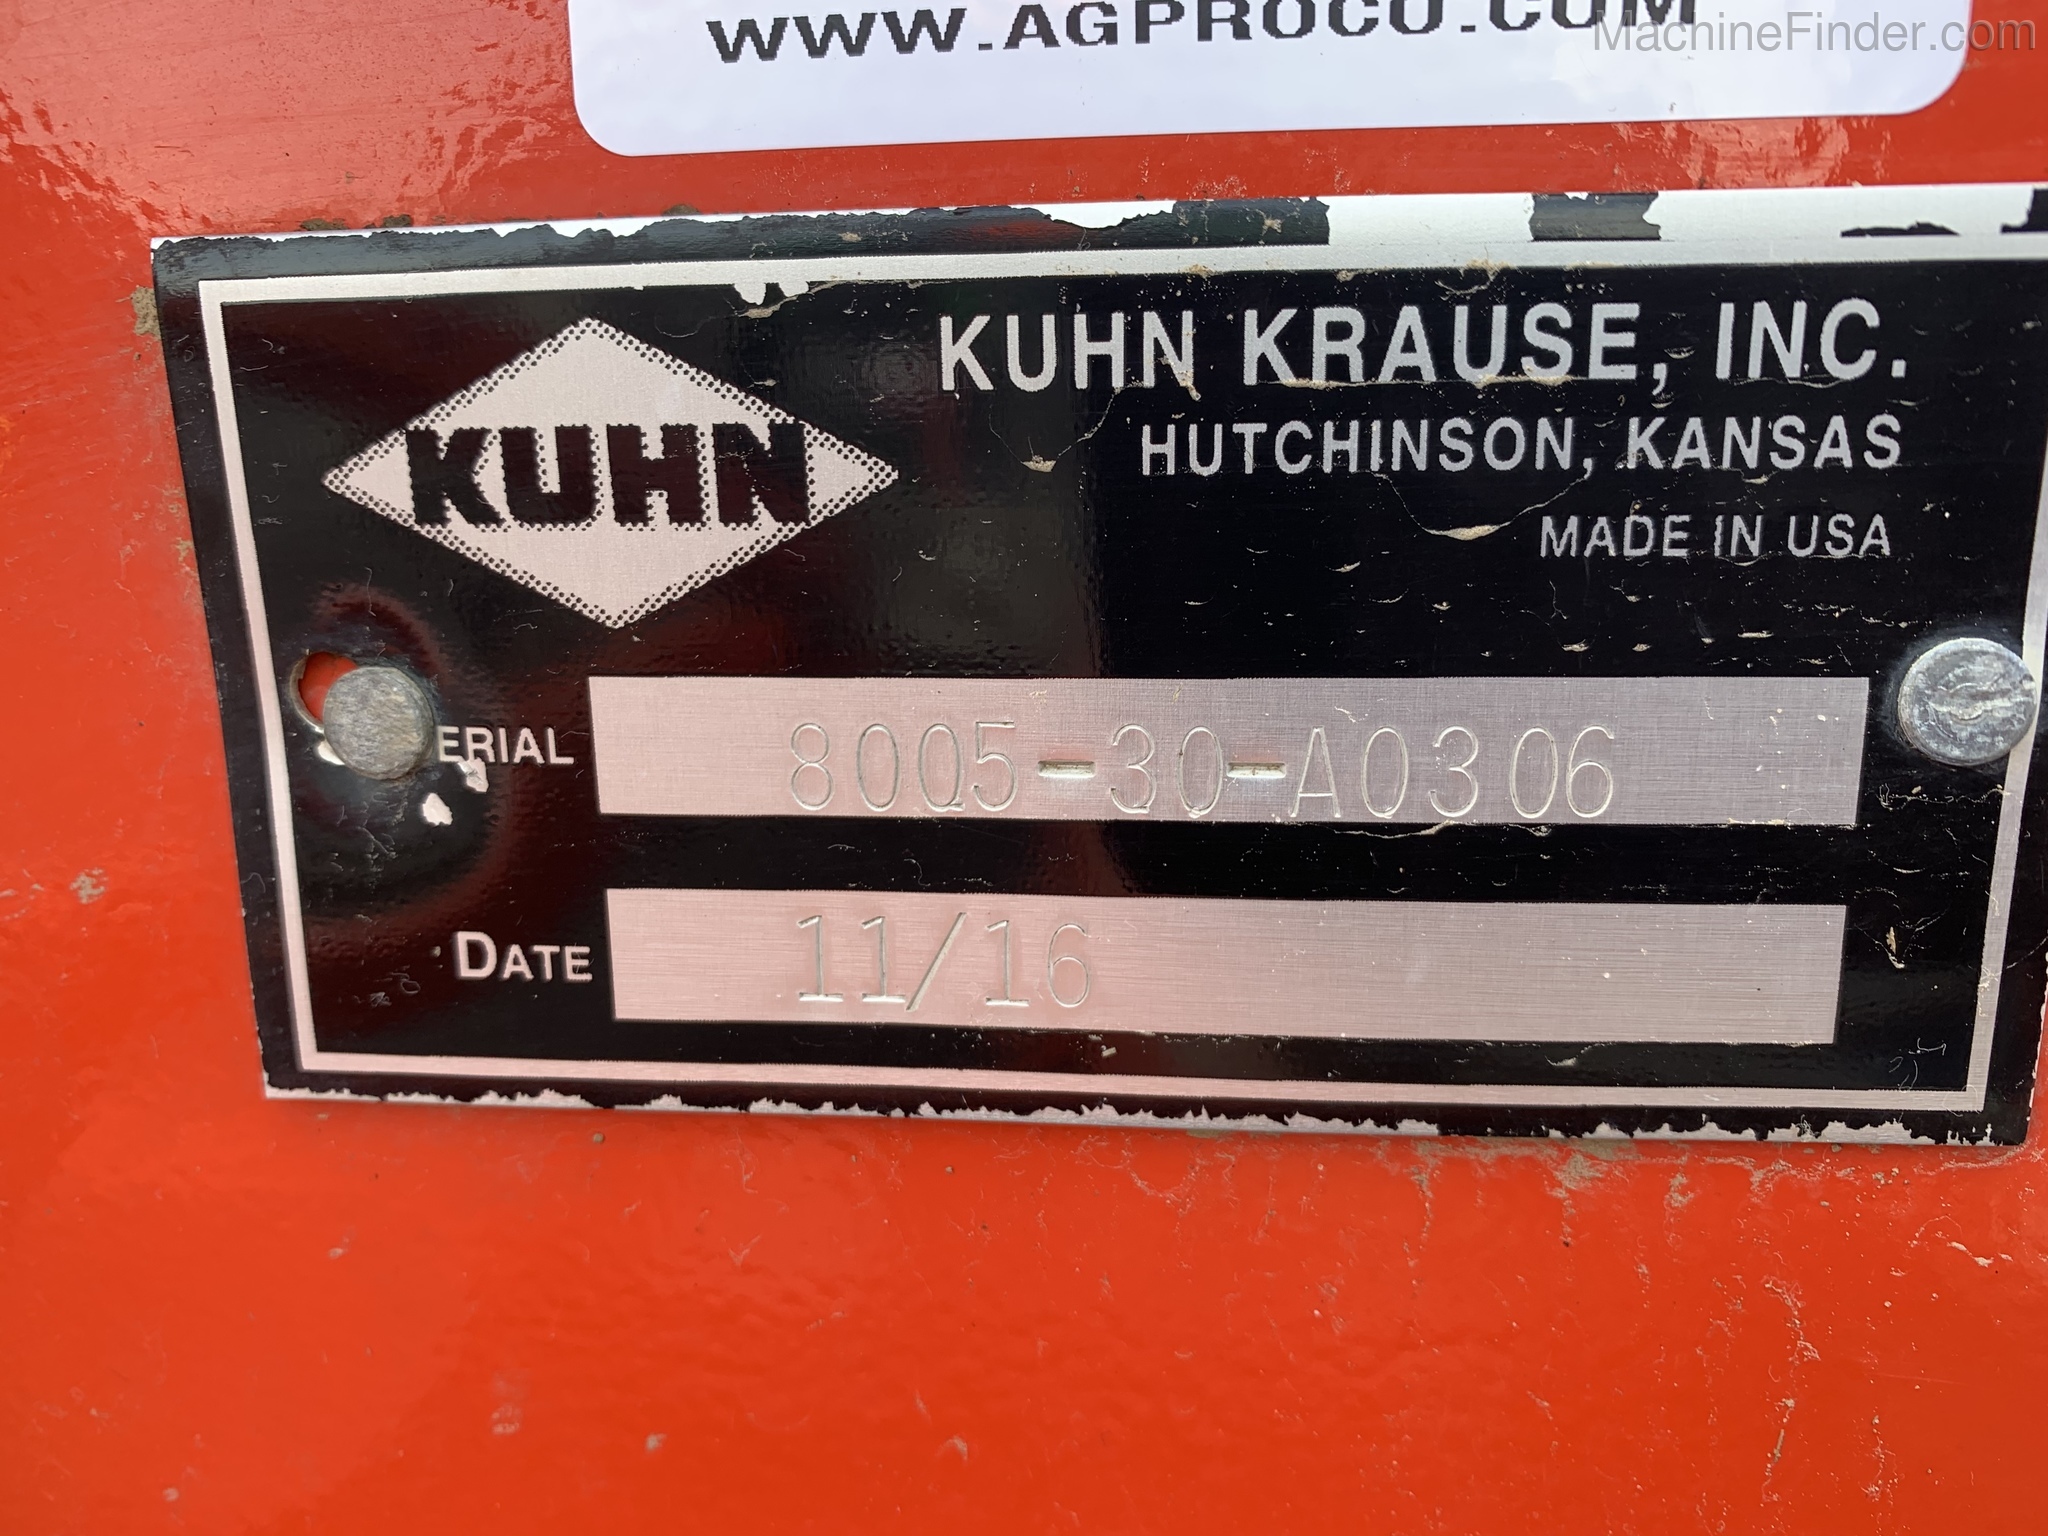 WWW.AGPROCO.COM
MachineFinder.com
KUHN
KUHN KRAUSE, INC.
HUTCHINSON, KANSAS
MADE IN USA
ERIAL 8005-30-A0306
DATE 11/16